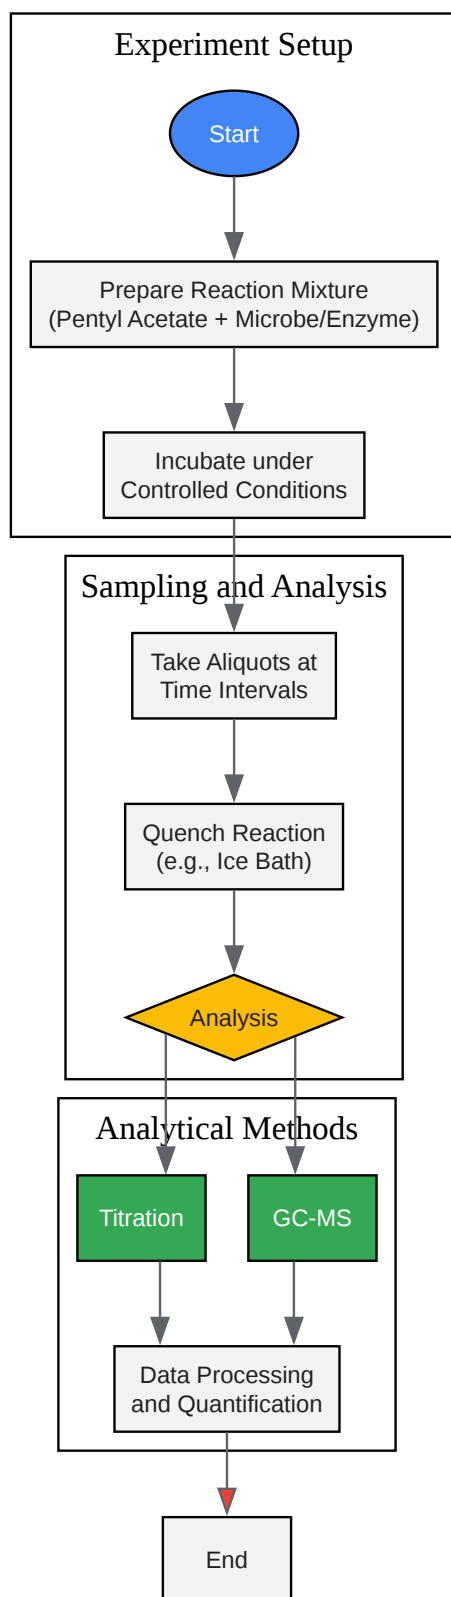 Experiment Setup
Start
Prepare Reaction Mixture
(Pentyl Acetate + Microbe/Enzyme)
Incubate under
Controlled Conditions
Sampling and Analysis
Take Aliquots at
Time Intervals
Quench Reaction
(e.g., Ice Bath)
Analysis
Analytical Methods
Titration
GC-MS
Data Processing
and Quantification
End